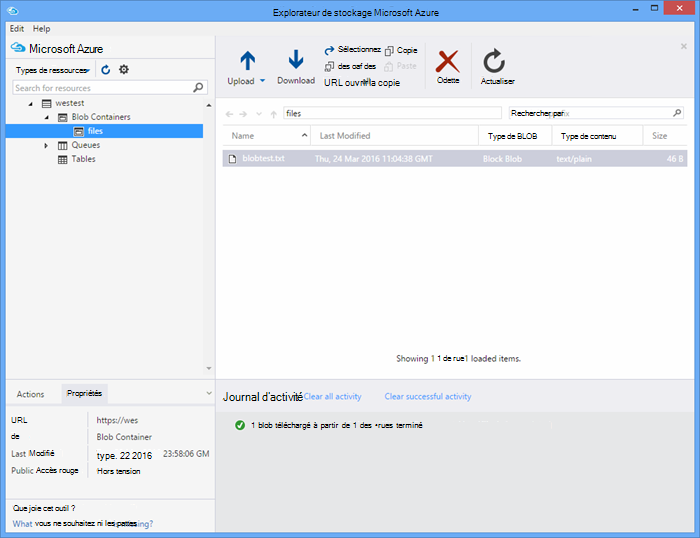 Explorateur de stockage Microsoft Azure
Edit Help
Microsoft Azure
Types de ressources
Search for resources
westest
Blob Containers
files
Queues
Tables
Upload
Download
Sélectionnez
Copie
des oaf des
Paste
URL ouvrir la copie
Odette
Actualiser
files
Rechercher par
Name Last Modified Type de BLOB Type de contenu Size
blobtest.txt Thu, 24 Mar 2016 11:04:38 GMT Block Blob text/plain 46 B
Showing 1 1 de rue1 loaded items.
Actions Propriétés
URL https://wes
de Blob Container
Last Modifié type. 22 2016 23:58:06 GM
Public Accès rouge Hors tension
Que joie cet outil ?
What vous ne souhaitez ni les pattes
Journal d'activité Clear all activity Clear successful activity
1 blob téléchargé à partir de 1 des •rues terminé